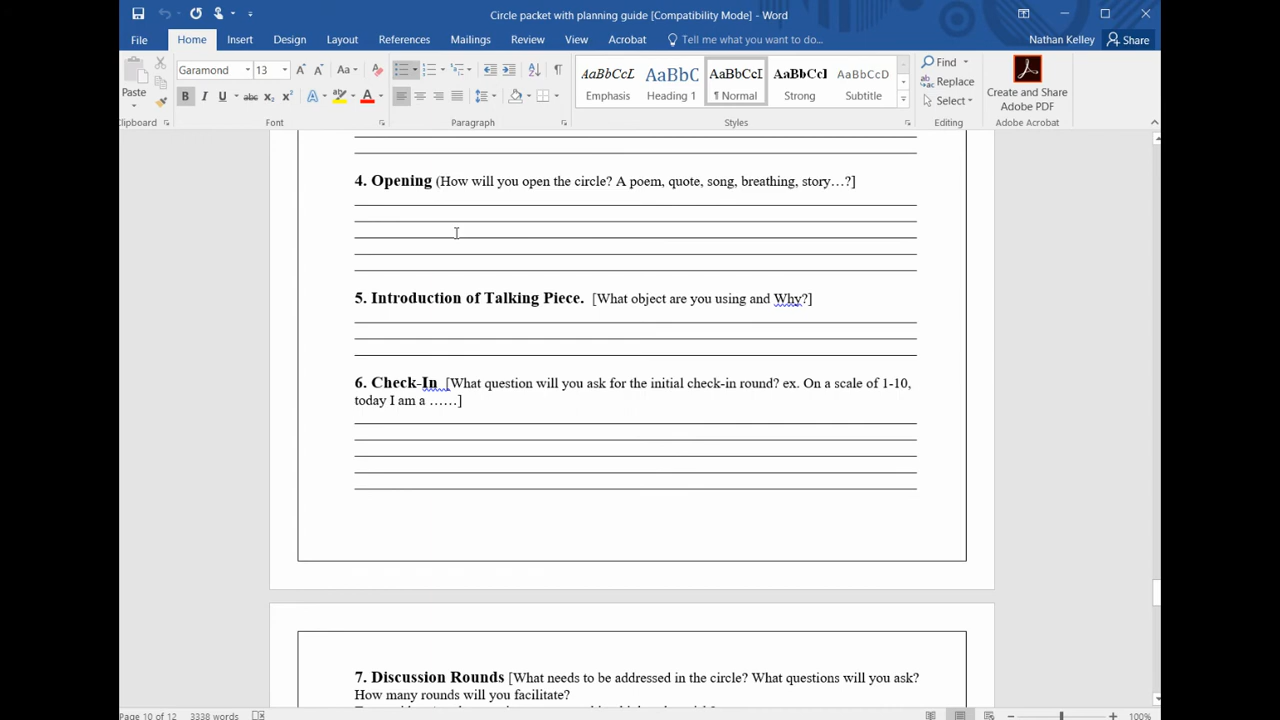 Circle packet with planning guide [Compatibility Mode] - Word
File Home Insert Design Layout References Mailings Review View Acrobat Tell me what you want to do... Nathan Kelley Share
Paste
Clipboard
Garamond 13 Aa
B I U abc x₂ x² A A
Font
Paragraph
AaBbCcL AaBbC AaBbCcI AaBbCcI AaBbCcD
Emphasis Heading 1 ¶ Normal Strong Subtitle
Styles
Find
Replace
Select
Editing
Create and Share
Adobe PDF
Adobe Acrobat
4. Opening (How will you open the circle? A poem, quote, song, breathing, story…?]
5. Introduction of Talking Piece. [What object are you using and Why?]
6. Check-In [What question will you ask for the initial check-in round? ex. On a scale of 1-10,
today I am a ……]
7. Discussion Rounds [What needs to be addressed in the circle? What questions will you ask?
How many rounds will you facilitate?
Page 10 of 12 3338 words 100%